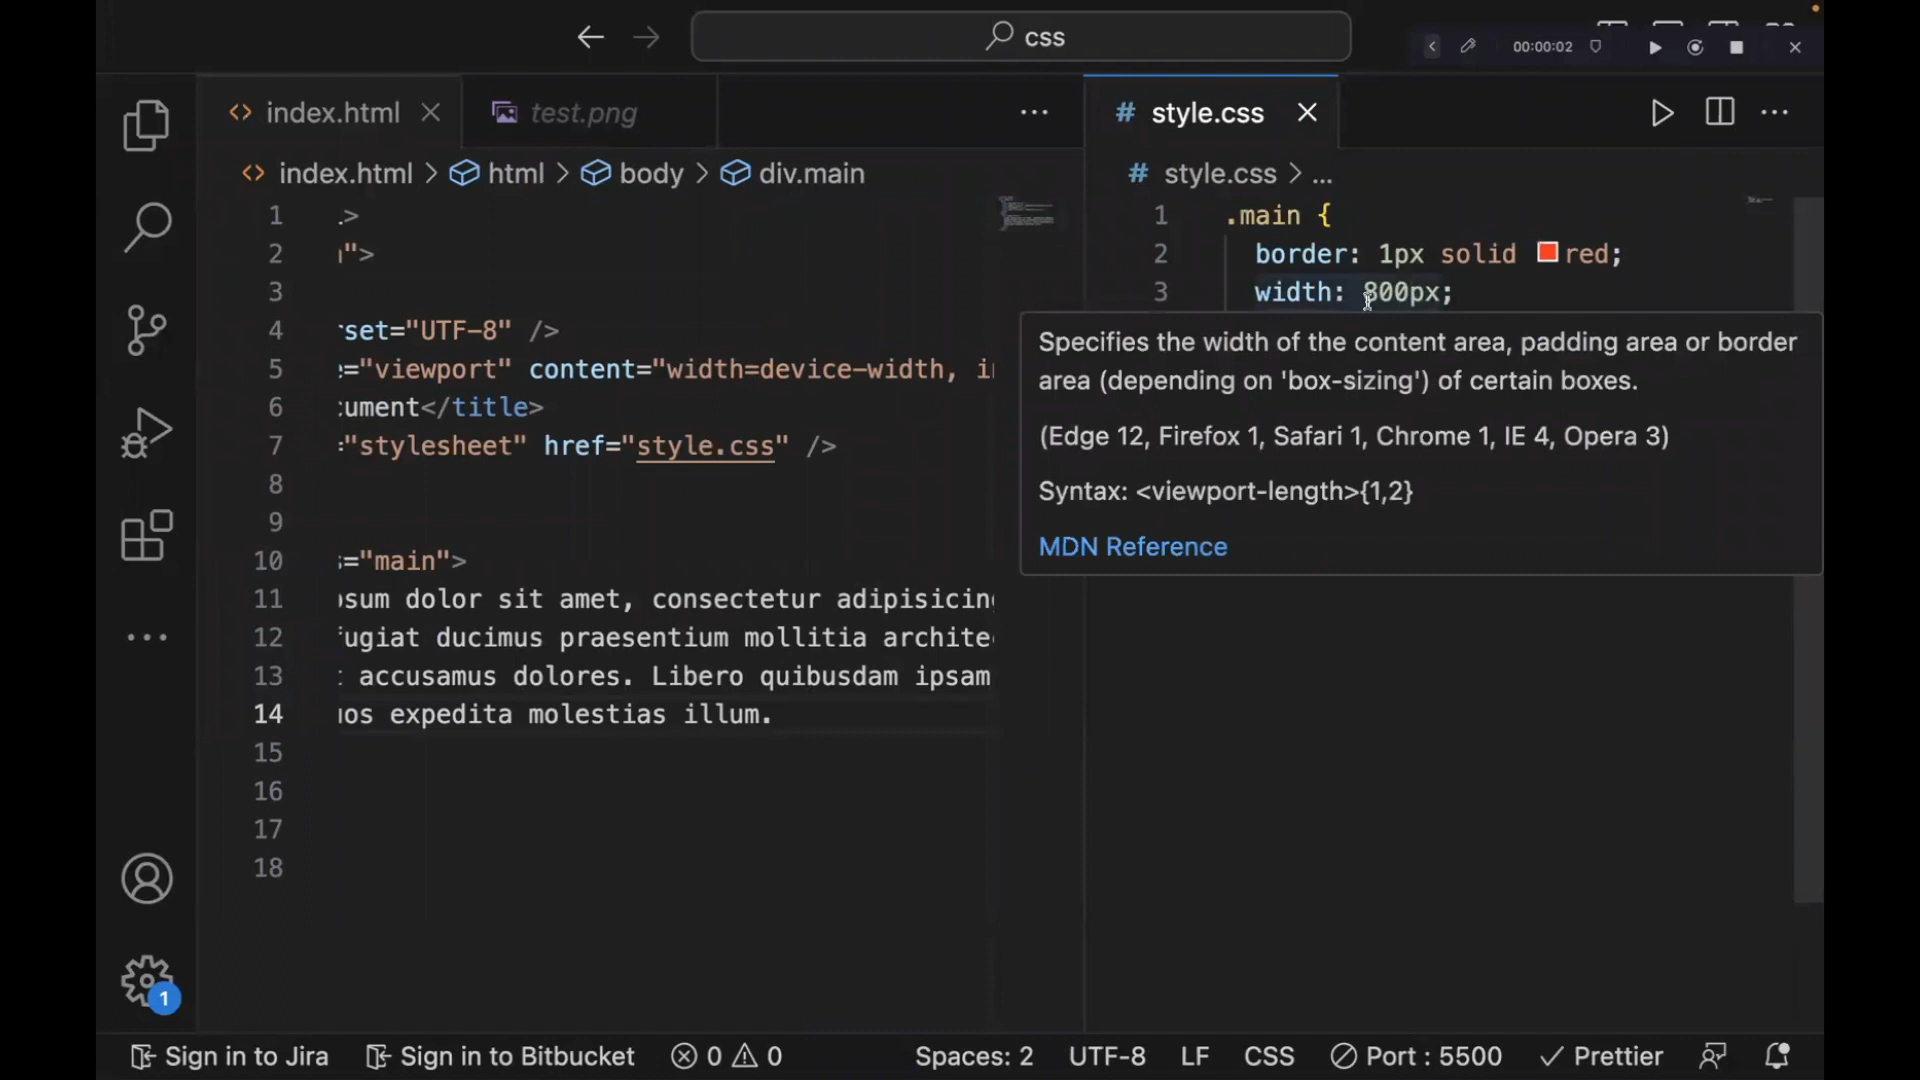 css
00:00:02
index.html
test.png
style.css
index.html > html > body > div.main
style.css > ...
1 .>
2 ">
3
4 set="UTF-8" />
5 ="viewport" content="width=device-width,
6 cument</title>
7 ="stylesheet" href="style.css" />
8
9
10 ="main">
11 psum dolor sit amet, consectetur adipisicing
12 fugiat ducimus praesentium mollitia archite
13 accusamus dolores. Libero quibusdam ipsam
14 uos expedita molestias illum.
15
16
17
18
1 .main {
2 border: 1px solid red;
3 width: 800px;
Specifies the width of the content area, padding area or border
area (depending on 'box-sizing') of certain boxes.
(Edge 12, Firefox 1, Safari 1, Chrome 1, IE 4, Opera 3)
Syntax: <viewport-length>{1,2}
MDN Reference
1
Sign in to Jira
Sign in to Bitbucket
0 0
Spaces: 2
UTF-8
LF
CSS
Port : 5500
Prettier